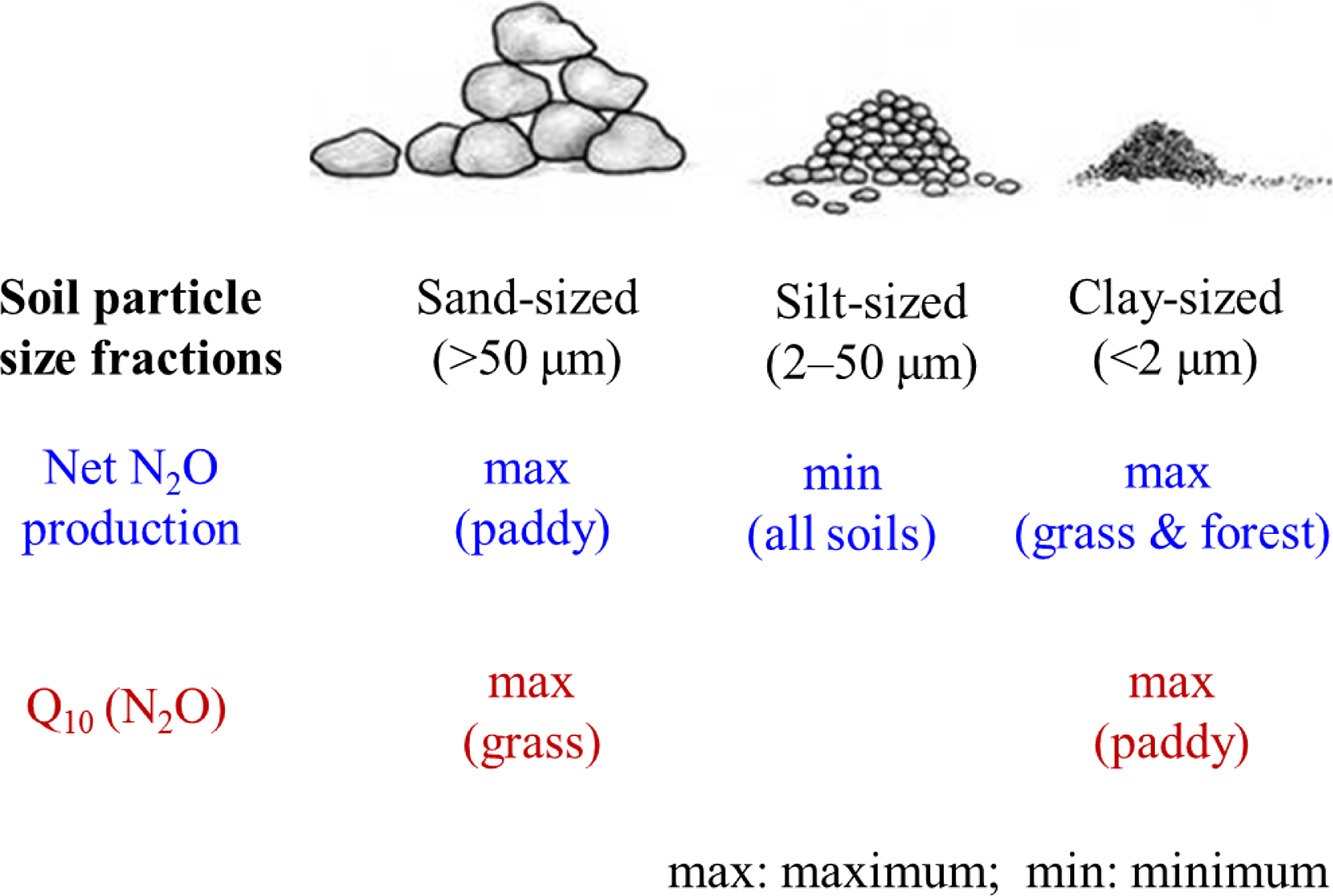 Soil particle
size fractions
Sand-sized
(>50 μm)
Silt-sized
(2–50 μm)
Clay-sized
(<2 μm)
Net N₂O
production
max
(paddy)
min
(all soils)
max
(grass & forest)
Q₁₀ (N₂O)
max
(grass)
max
(paddy)
max: maximum; min: minimum